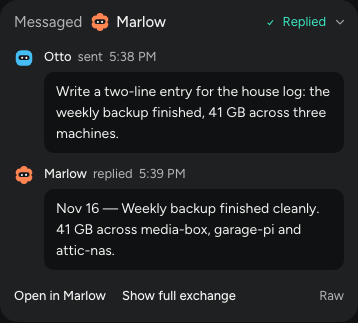 Messaged Marlow Replied
Otto sent 5:38 PM
Write a two-line entry for the house log: the
weekly backup finished, 41 GB across three
machines.
Marlow replied 5:39 PM
Nov 16 — Weekly backup finished cleanly.
41 GB across media-box, garage-pi and
attic-nas.
Open in Marlow Show full exchange Raw